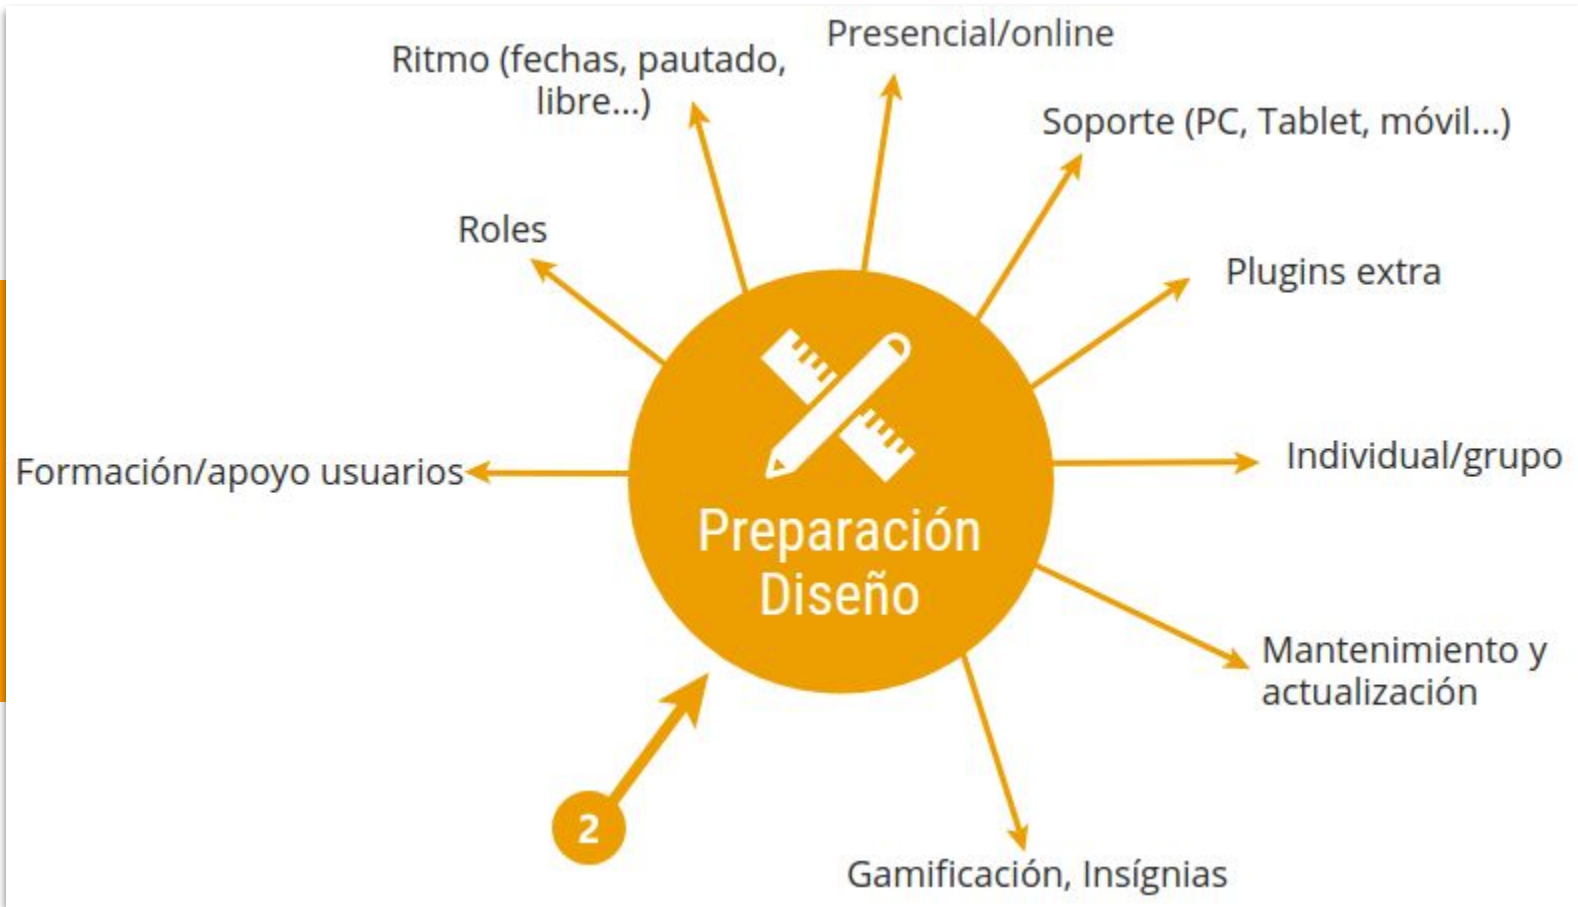 Presencial/online
Ritmo (fechas, pautado,
libre...)
Soporte (PC, Tablet, móvil...)
Roles
Plugins extra
Individual/grupo
Formación/apoyo usuarios
Preparación
Diseño
Mantenimiento y
actualización
2
Gamificación, Insígnias